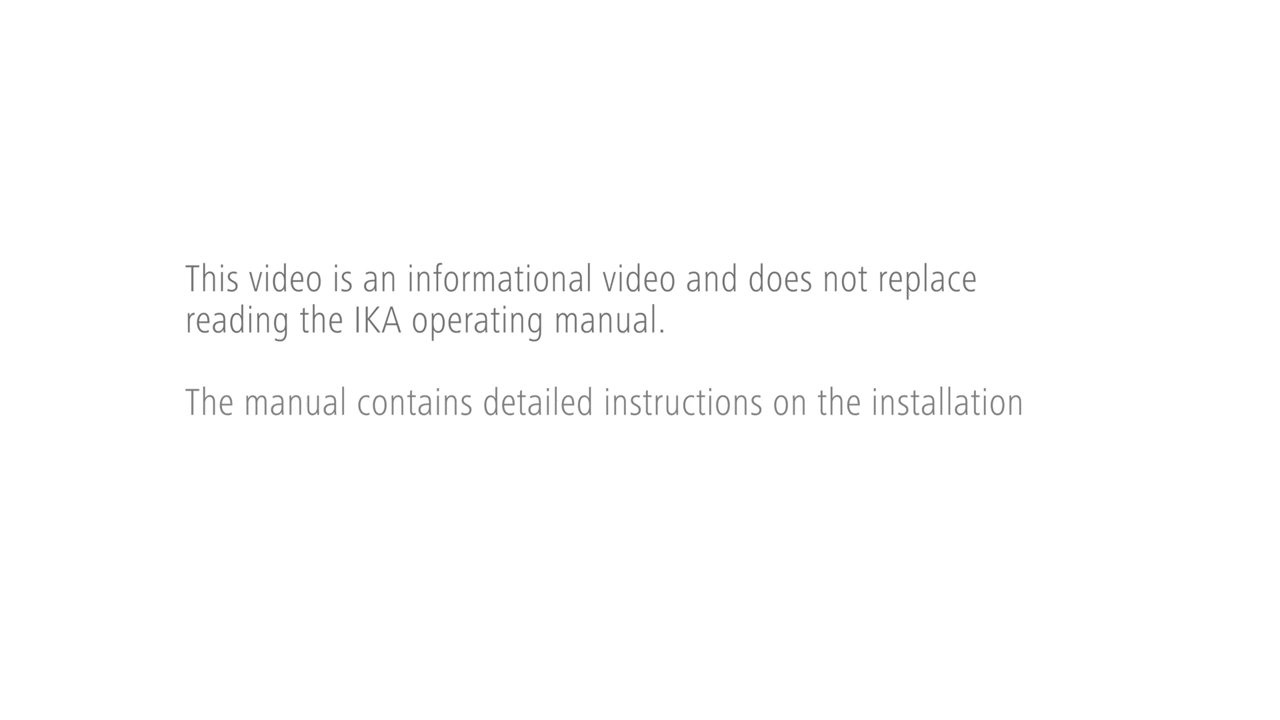 This video is an informational video and does not replace
reading the IKA operating manual.
The manual contains detailed instructions on the installation